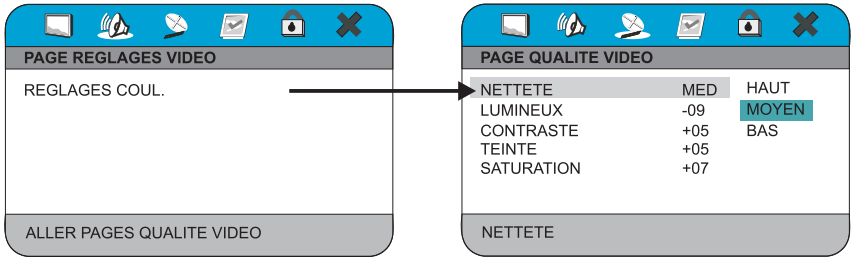 PAGE REGLAGES VIDEO
REGLAGES COUL.
ALLER PAGES QUALITE VIDEO
PAGE QUALITE VIDEO
NETTETE MED HAUT
LUMINEUX -09 MOYEN
CONTRASTE +05 BAS
TEINTE +05
SATURATION +07
NETTETE